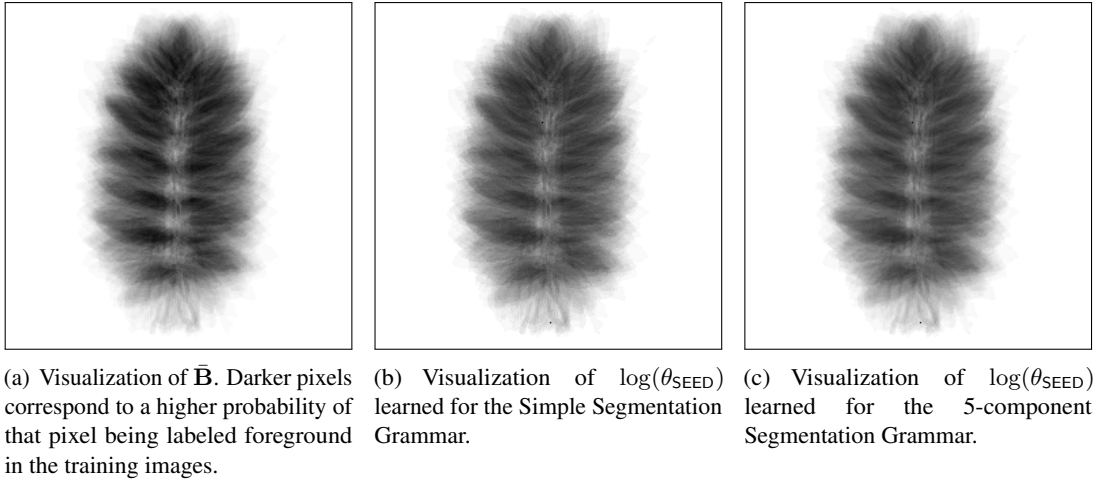 (a) Visualization of B̄. Darker pixels
correspond to a higher probability of
that pixel being labeled foreground
in the training images.
(b) Visualization of log(θSEED)
learned for the Simple Segmentation
Grammar.
(c) Visualization of log(θSEED)
learned for the 5-component
Segmentation Grammar.